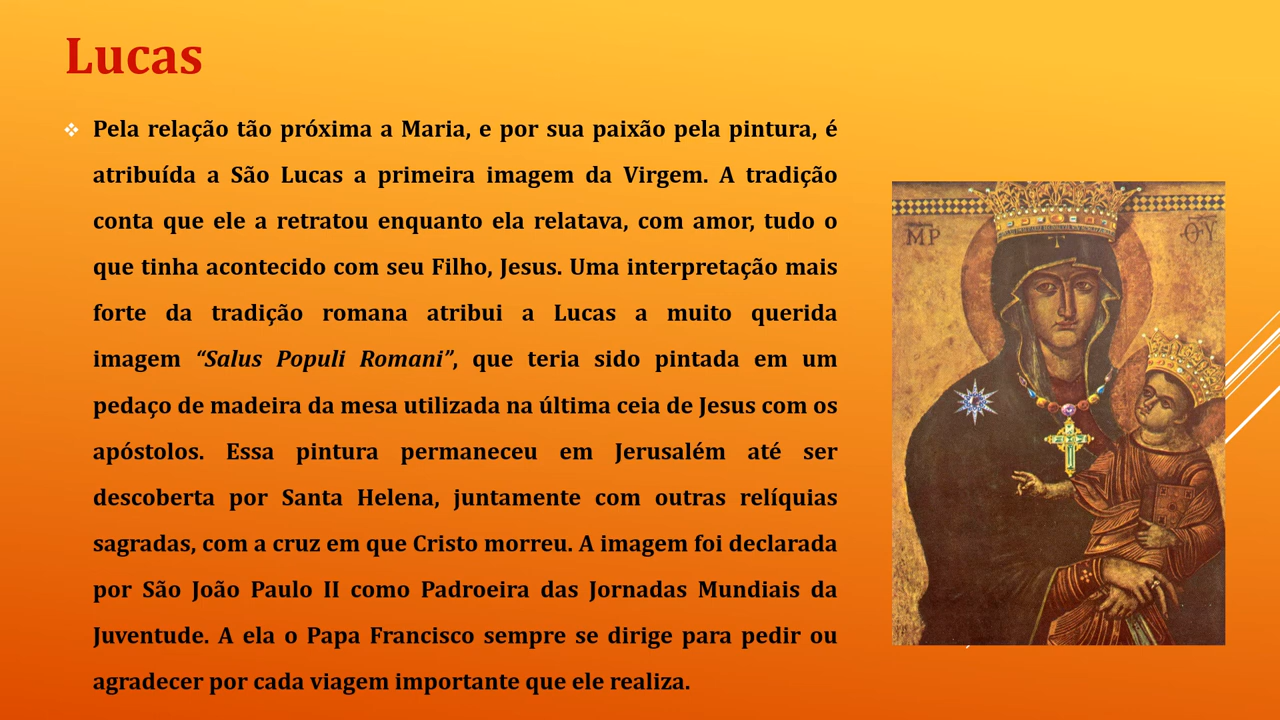 Lucas
Pela relação tão próxima a Maria, e por sua paixão pela pintura, é
atribuída a São Lucas a primeira imagem da Virgem. A tradição
conta que ele a retratou enquanto ela relatava, com amor, tudo o
que tinha acontecido com seu Filho, Jesus. Uma interpretação mais
forte da tradição romana atribui a Lucas a muito querida
imagem “Salus Populi Romani”, que teria sido pintada em um
pedaço de madeira da mesa utilizada na última ceia de Jesus com os
apóstolos. Essa pintura permaneceu em Jerusalém até ser
descoberta por Santa Helena, juntamente com outras relíquias
sagradas, com a cruz em que Cristo morreu. A imagem foi declarada
por São João Paulo II como Padroeira das Jornadas Mundiais da
Juventude. A ela o Papa Francisco sempre se dirige para pedir ou
agradecer por cada viagem importante que ele realiza.
ΜΡ
ΘΥ